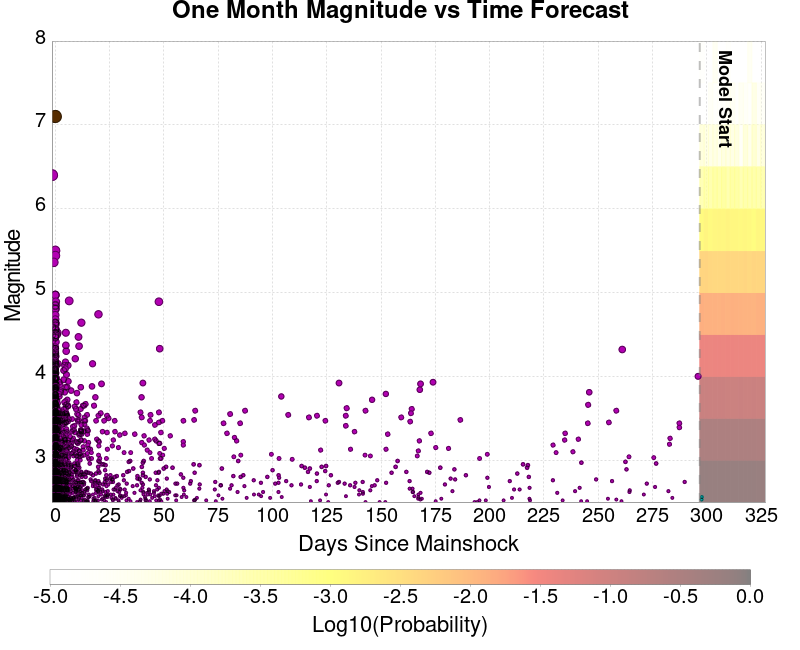 One Month Magnitude vs Time Forecast
8
7
6
5
4
3
Magnitude
Model Start
0 25 50 75 100 125 150 175 200 225 250 275 300 325
Days Since Mainshock
-5.0 -4.5 -4.0 -3.5 -3.0 -2.5 -2.0 -1.5 -1.0 -0.5 0.0
Log10(Probability)